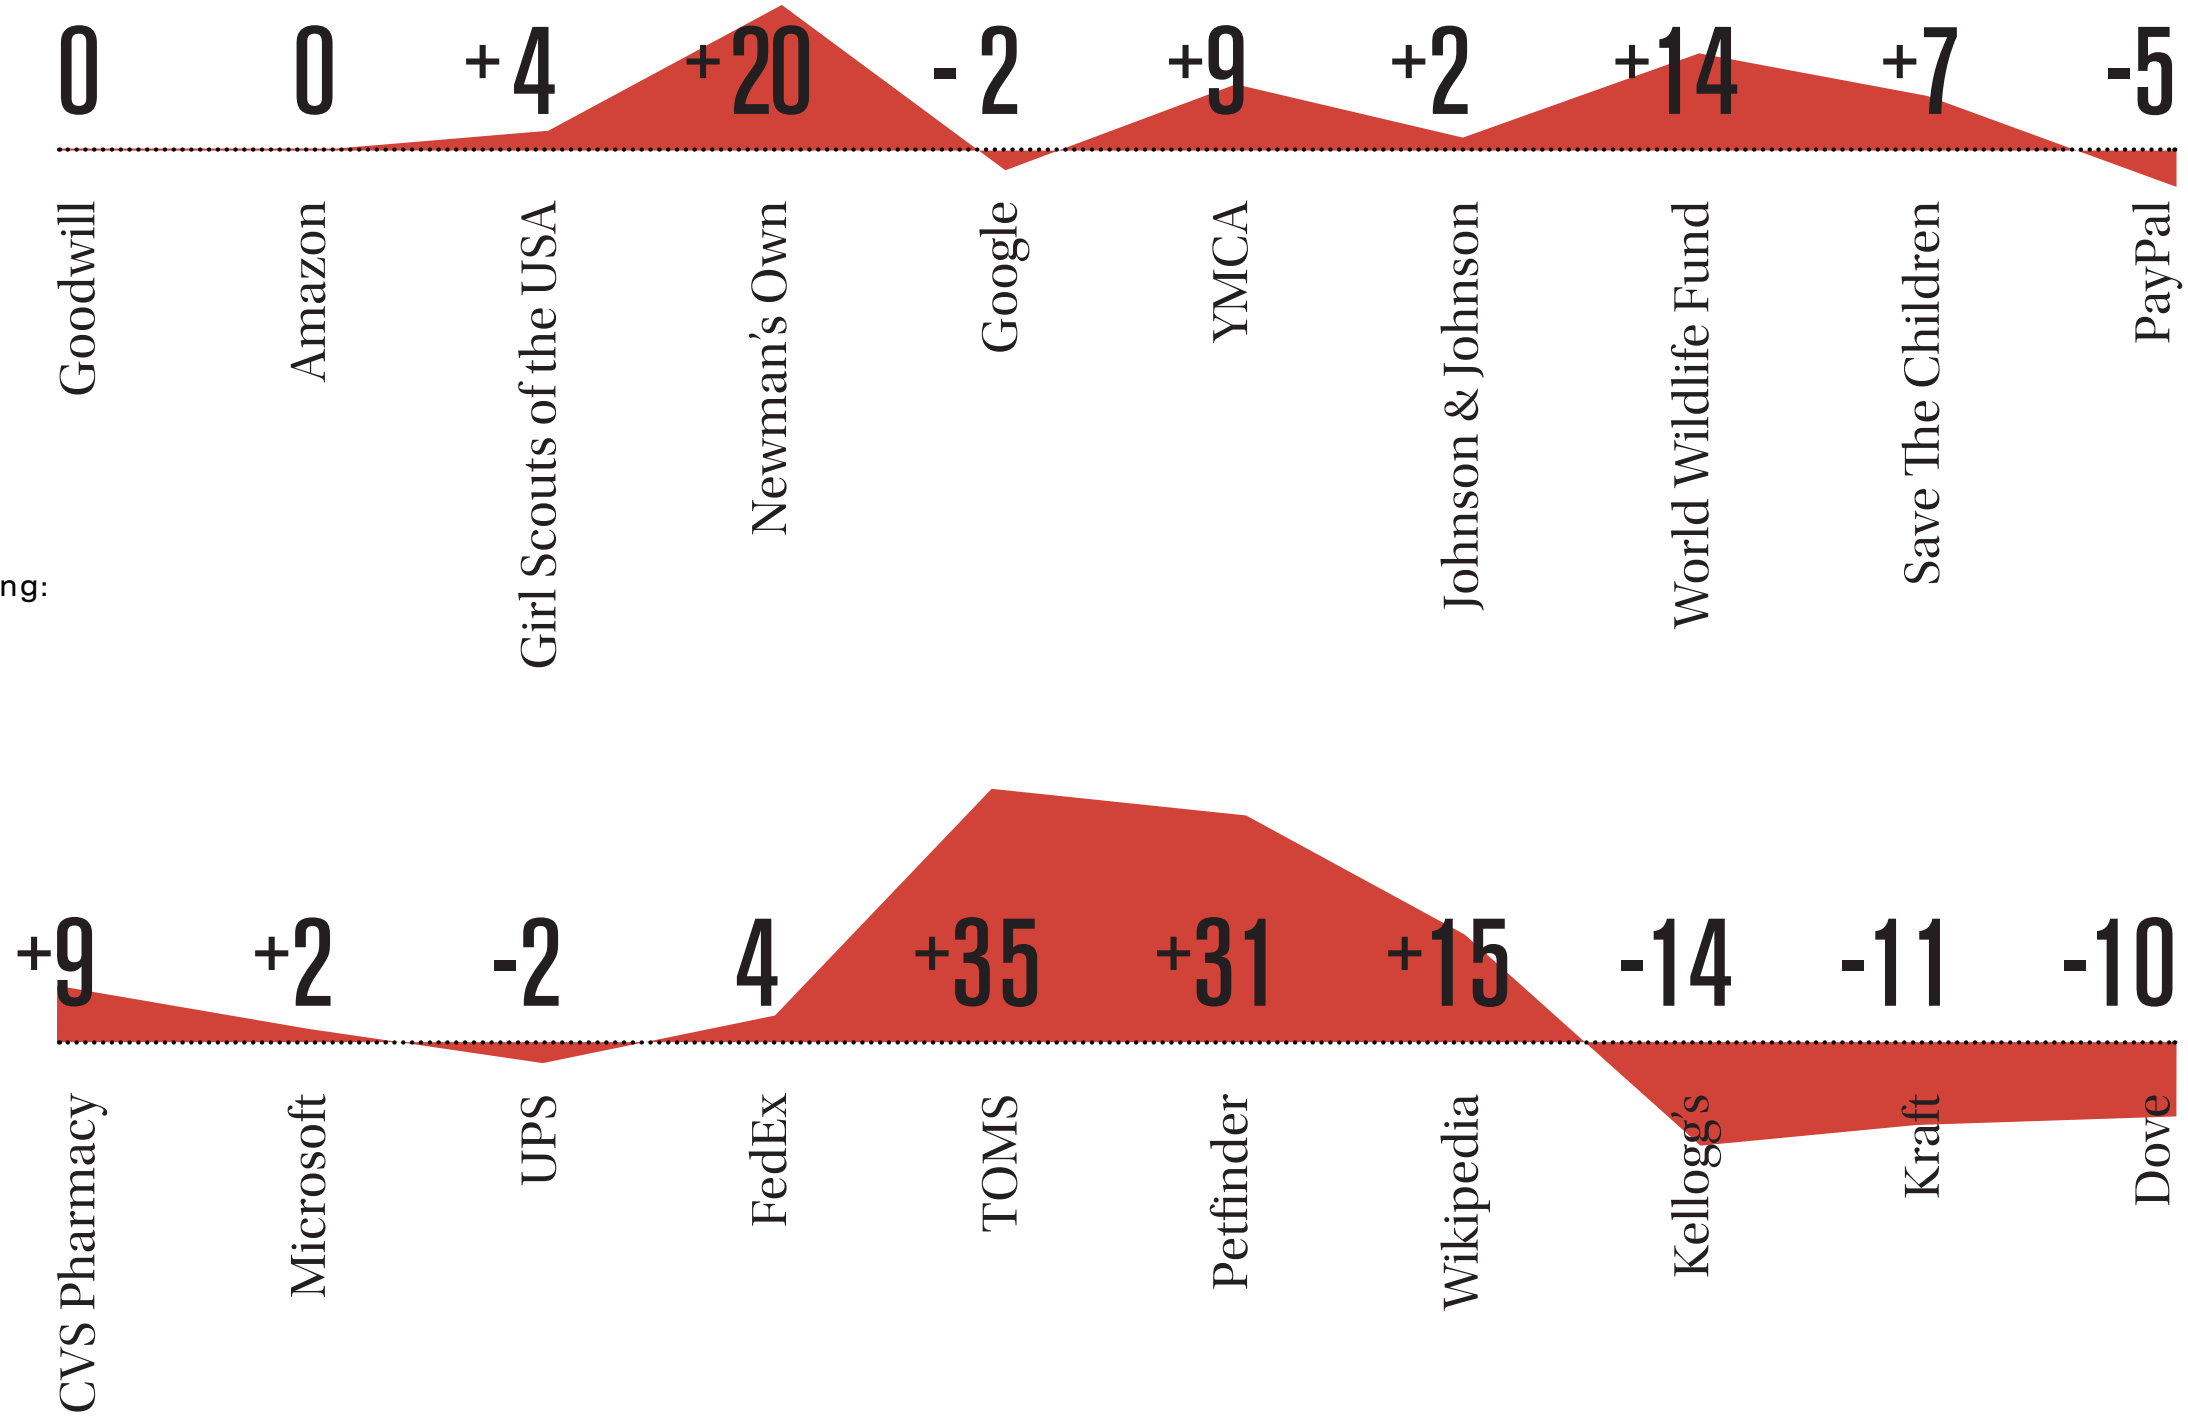 0 0 +4 +20 -2 +9 +2 +14 +7 -5
Goodwill
Amazon
Girl Scouts of the USA
Newman's Own
Google
YMCA
Johnson & Johnson
World Wildlife Fund
Save The Children
PayPal
ng:
+9 +2 -2 4 +35 +31 +15 -14 -11 -10
CVS Pharmacy
Microsoft
UPS
FedEx
TOMS
Petfinder
Wikipedia
Kellogg's
Kraft
Dove